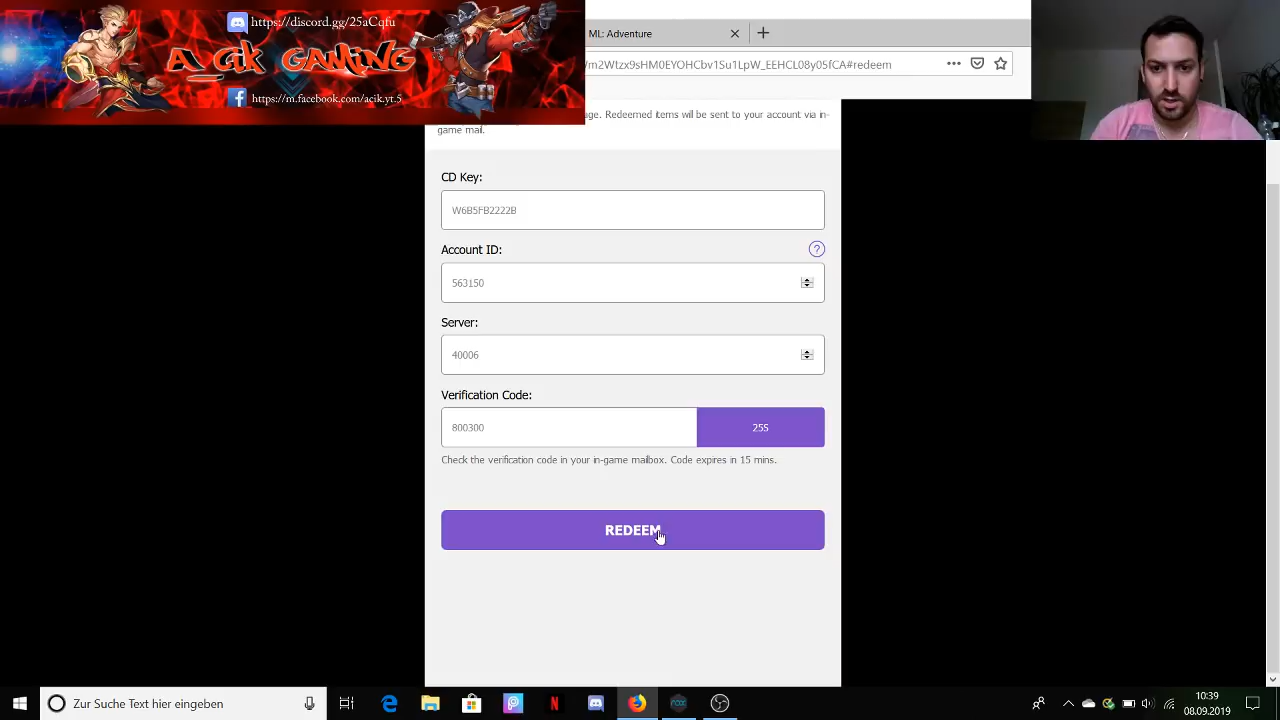 https://discord.gg/25aCqfu
A_CiK GAMiNG
https://m.facebook.com/acik.yt.5
ML: Adventure
/m2Wtzx9sHM0EYOHCbv1Su1LpW_EEHCL08y05fCA#redeem
age. Redeemed items will be sent to your account via in-
game mail.
CD Key:
W6B5FB2222B
Account ID:
?
563150
Server:
40006
Verification Code:
800300
255
Check the verification code in your in-game mailbox. Code expires in 15 mins.
REDEEM
Zur Suche Text hier eingeben
10:39
08.09.2019